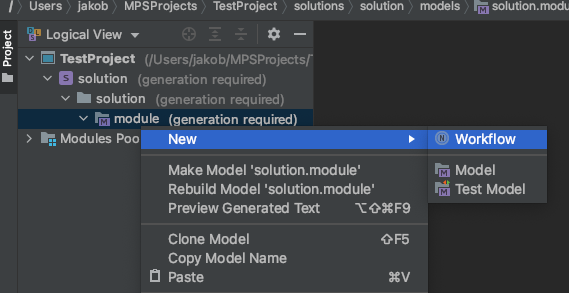 / Users › jakob › MPSProjects › TestProject › solutions › solution › models › solution.modu
Project
Logical View
TestProject (/Users/jakob/MPSProjects/T
solution (generation required)
solution (generation required)
module (generation required)
Modules Poo
New
Workflow
Model
Test Model
Make Model 'solution.module'
Rebuild Model 'solution.module'
Preview Generated Text ⌥⇧⌘F9
Clone Model ⇧F5
Copy Model Name
Paste ⌘V